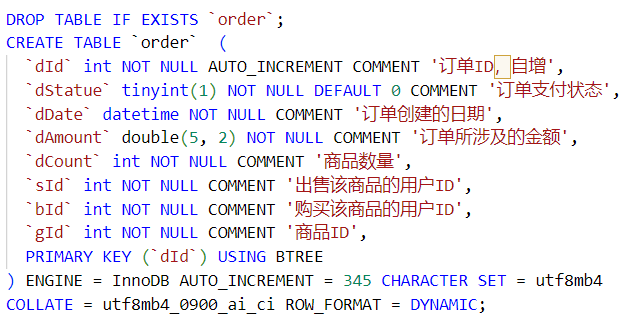 DROP TABLE IF EXISTS `order`;
CREATE TABLE `order`  (
  `dId` int NOT NULL AUTO_INCREMENT COMMENT '订单ID，自增',
  `dStatue` tinyint(1) NOT NULL DEFAULT 0 COMMENT '订单支付状态',
  `dDate` datetime NOT NULL COMMENT '订单创建的日期',
  `dAmount` double(5, 2) NOT NULL COMMENT '订单所涉及的金额',
  `dCount` int NOT NULL COMMENT '商品数量',
  `sId` int NOT NULL COMMENT '出售该商品的用户ID',
  `bId` int NOT NULL COMMENT '购买该商品的用户ID',
  `gId` int NOT NULL COMMENT '商品ID',
  PRIMARY KEY (`dId`) USING BTREE
) ENGINE = InnoDB AUTO_INCREMENT = 345 CHARACTER SET = utf8mb4
COLLATE = utf8mb4_0900_ai_ci ROW_FORMAT = DYNAMIC;